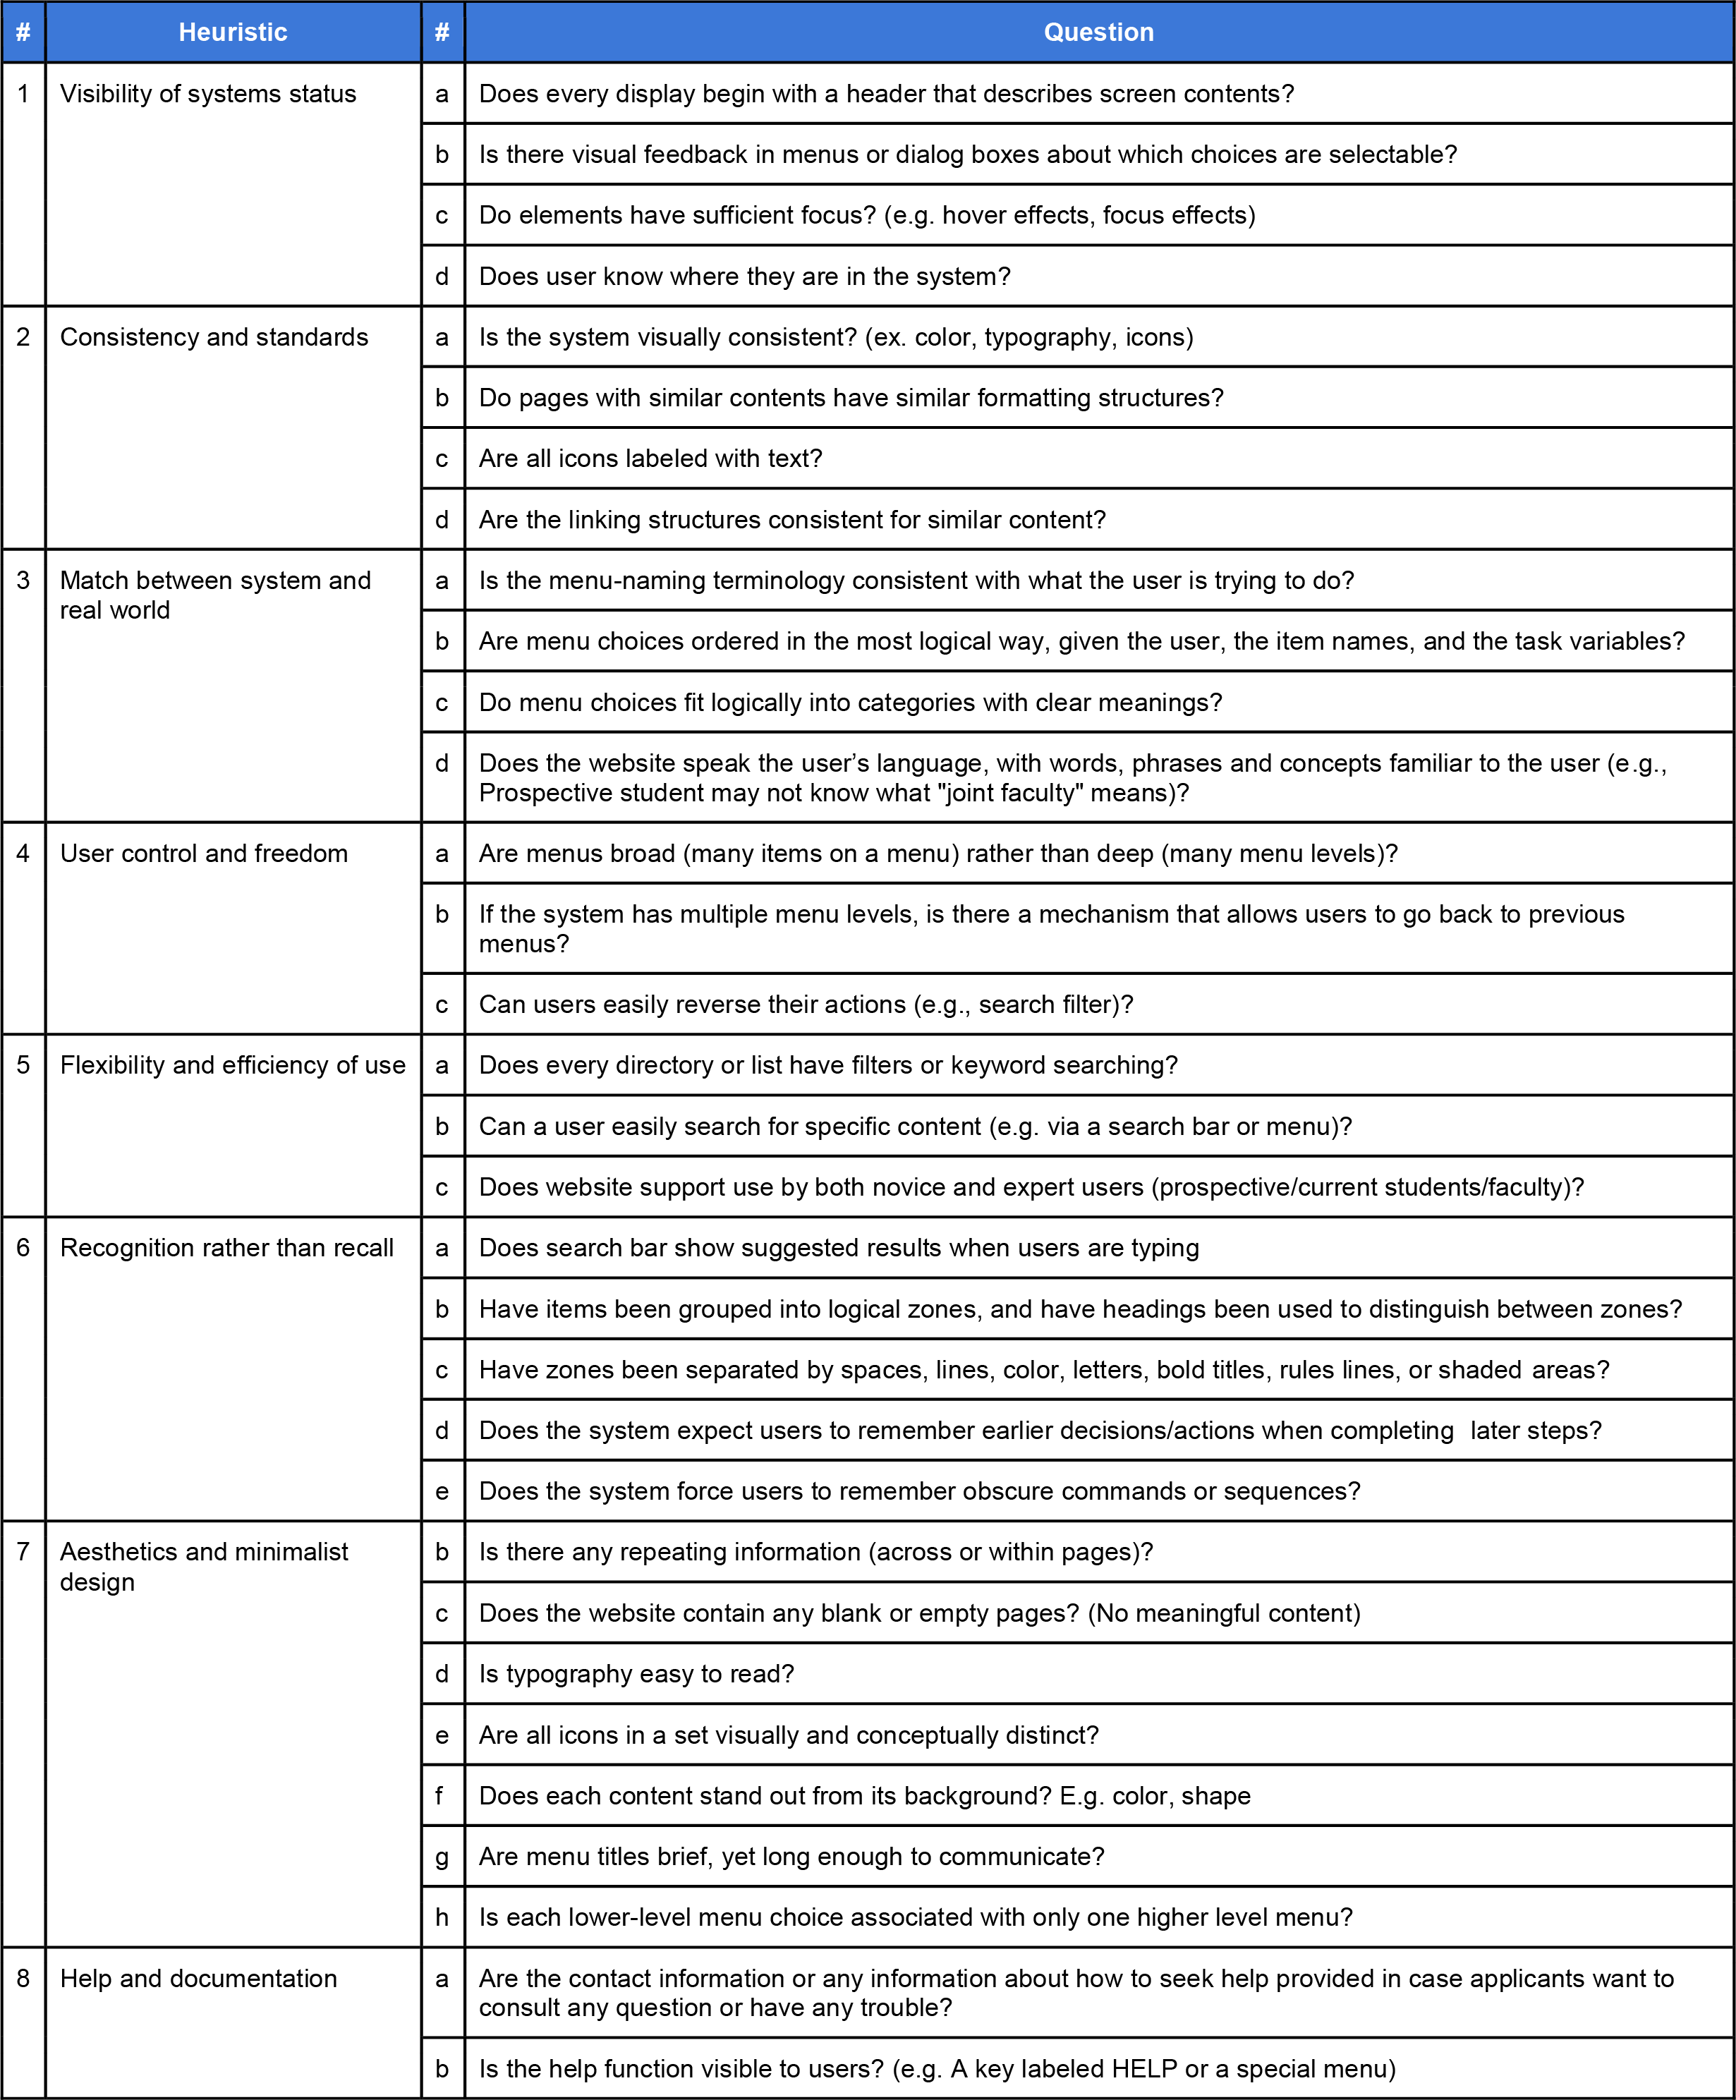 # Heuristic # Question
1 Visibility of systems status a Does every display begin with a header that describes screen contents?
b Is there visual feedback in menus or dialog boxes about which choices are selectable?
c Do elements have sufficient focus? (e.g. hover effects, focus effects)
d Does user know where they are in the system?
2 Consistency and standards a Is the system visually consistent? (ex. color, typography, icons)
b Do pages with similar contents have similar formatting structures?
c Are all icons labeled with text?
d Are the linking structures consistent for similar content?
3 Match between system and a Is the menu-naming terminology consistent with what the user is trying to do?
real world
b Are menu choices ordered in the most logical way, given the user, the item names, and the task variables?
c Do menu choices fit logically into categories with clear meanings?
d Does the website speak the user’s language, with words, phrases and concepts familiar to the user (e.g.,
Prospective student may not know what "joint faculty" means)?
4 User control and freedom a Are menus broad (many items on a menu) rather than deep (many menu levels)?
b If the system has multiple menu levels, is there a mechanism that allows users to go back to previous
menus?
c Can users easily reverse their actions (e.g., search filter)?
5 Flexibility and efficiency of use a Does every directory or list have filters or keyword searching?
b Can a user easily search for specific content (e.g. via a search bar or menu)?
c Does website support use by both novice and expert users (prospective/current students/faculty)?
6 Recognition rather than recall a Does search bar show suggested results when users are typing
b Have items been grouped into logical zones, and have headings been used to distinguish between zones?
c Have zones been separated by spaces, lines, color, letters, bold titles, rules lines, or shaded areas?
d Does the system expect users to remember earlier decisions/actions when completing later steps?
e Does the system force users to remember obscure commands or sequences?
7 Aesthetics and minimalist b Is there any repeating information (across or within pages)?
design
c Does the website contain any blank or empty pages? (No meaningful content)
d Is typography easy to read?
e Are all icons in a set visually and conceptually distinct?
f Does each content stand out from its background? E.g. color, shape
g Are menu titles brief, yet long enough to communicate?
h Is each lower-level menu choice associated with only one higher level menu?
8 Help and documentation a Are the contact information or any information about how to seek help provided in case applicants want to
consult any question or have any trouble?
b Is the help function visible to users? (e.g. A key labeled HELP or a special menu)